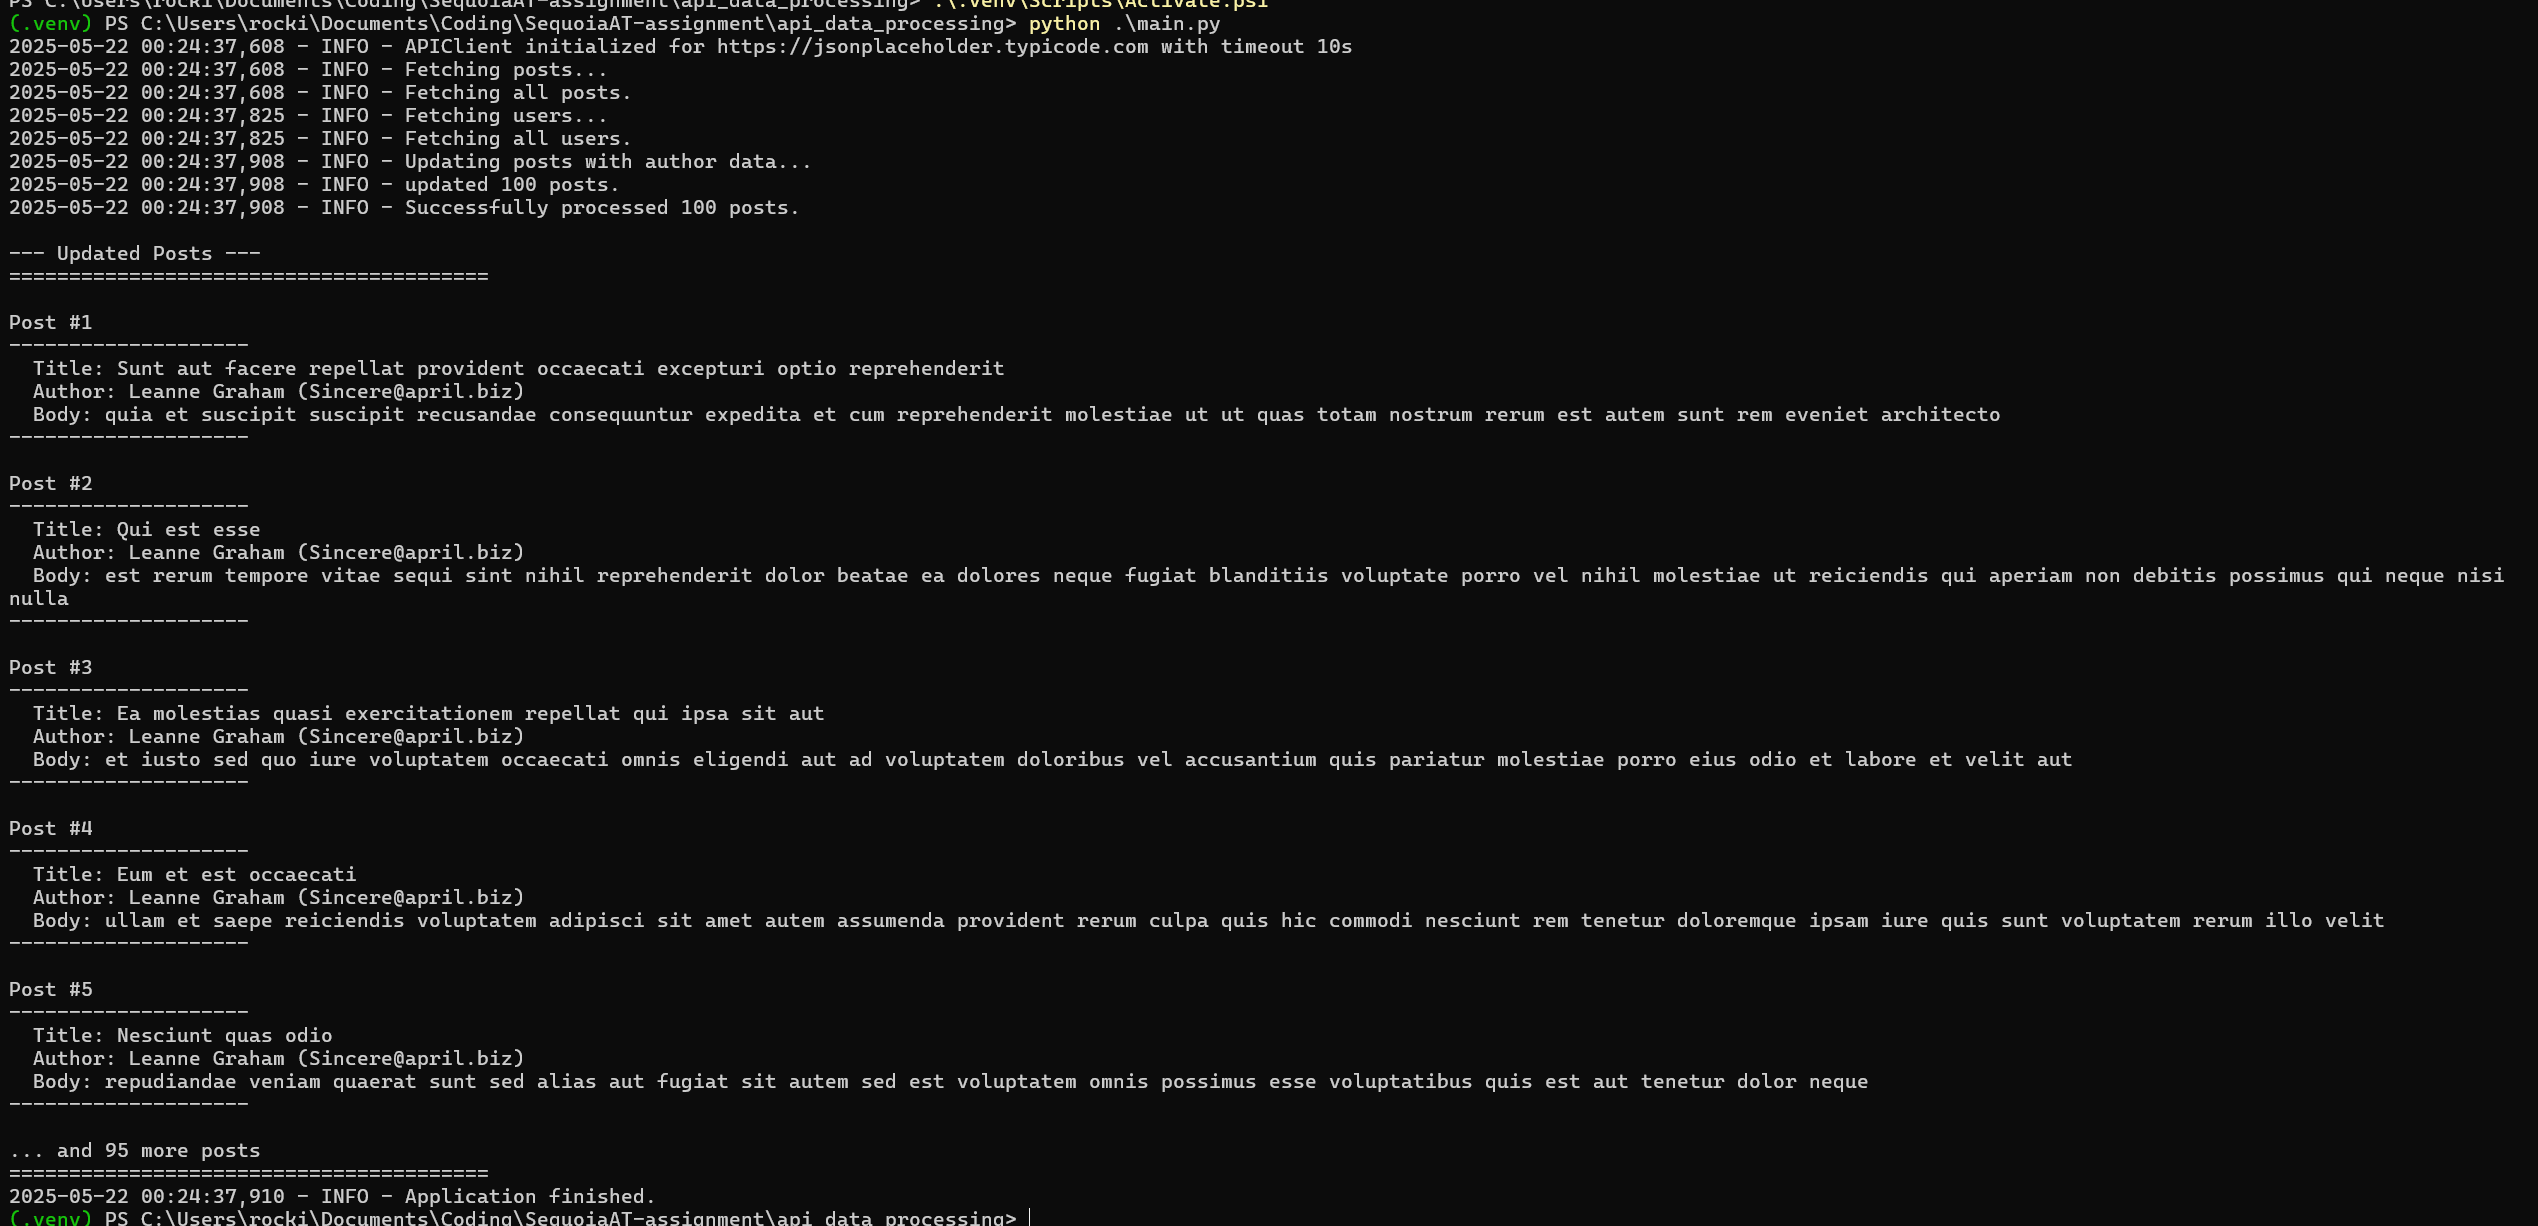 PS C:\Users\rocki\Documents\Coding\SequoiaAT-assignment\api_data_processing> .\.venv\Scripts\Activate.ps1
(.venv) PS C:\Users\rocki\Documents\Coding\SequoiaAT-assignment\api_data_processing> python .\main.py
2025-05-22 00:24:37,608 - INFO - APIClient initialized for https://jsonplaceholder.typicode.com with timeout 10s
2025-05-22 00:24:37,608 - INFO - Fetching posts...
2025-05-22 00:24:37,608 - INFO - Fetching all posts.
2025-05-22 00:24:37,825 - INFO - Fetching users...
2025-05-22 00:24:37,825 - INFO - Fetching all users.
2025-05-22 00:24:37,908 - INFO - Updating posts with author data...
2025-05-22 00:24:37,908 - INFO - updated 100 posts.
2025-05-22 00:24:37,908 - INFO - Successfully processed 100 posts.
--- Updated Posts ---
========================================
Post #1
--------------------
  Title: Sunt aut facere repellat provident occaecati excepturi optio reprehenderit
  Author: Leanne Graham (Sincere@april.biz)
  Body: quia et suscipit suscipit recusandae consequuntur expedita et cum reprehenderit molestiae ut ut quas totam nostrum rerum est autem sunt rem eveniet architecto
--------------------
Post #2
--------------------
  Title: Qui est esse
  Author: Leanne Graham (Sincere@april.biz)
  Body: est rerum tempore vitae sequi sint nihil reprehenderit dolor beatae ea dolores neque fugiat blanditiis voluptate porro vel nihil molestiae ut reiciendis qui aperiam non debitis possimus qui neque nisi
nulla
--------------------
Post #3
--------------------
  Title: Ea molestias quasi exercitationem repellat qui ipsa sit aut
  Author: Leanne Graham (Sincere@april.biz)
  Body: et iusto sed quo iure voluptatem occaecati omnis eligendi aut ad voluptatem doloribus vel accusantium quis pariatur molestiae porro eius odio et labore et velit aut
--------------------
Post #4
--------------------
  Title: Eum et est occaecati
  Author: Leanne Graham (Sincere@april.biz)
  Body: ullam et saepe reiciendis voluptatem adipisci sit amet autem assumenda provident rerum culpa quis hic commodi nesciunt rem tenetur doloremque ipsam iure quis sunt voluptatem rerum illo velit
--------------------
Post #5
--------------------
  Title: Nesciunt quas odio
  Author: Leanne Graham (Sincere@april.biz)
  Body: repudiandae veniam quaerat sunt sed alias aut fugiat sit autem sed est voluptatem omnis possimus esse voluptatibus quis est aut tenetur dolor neque
--------------------
... and 95 more posts
========================================
2025-05-22 00:24:37,910 - INFO - Application finished.
(.venv) PS C:\Users\rocki\Documents\Coding\SequoiaAT-assignment\api_data_processing>